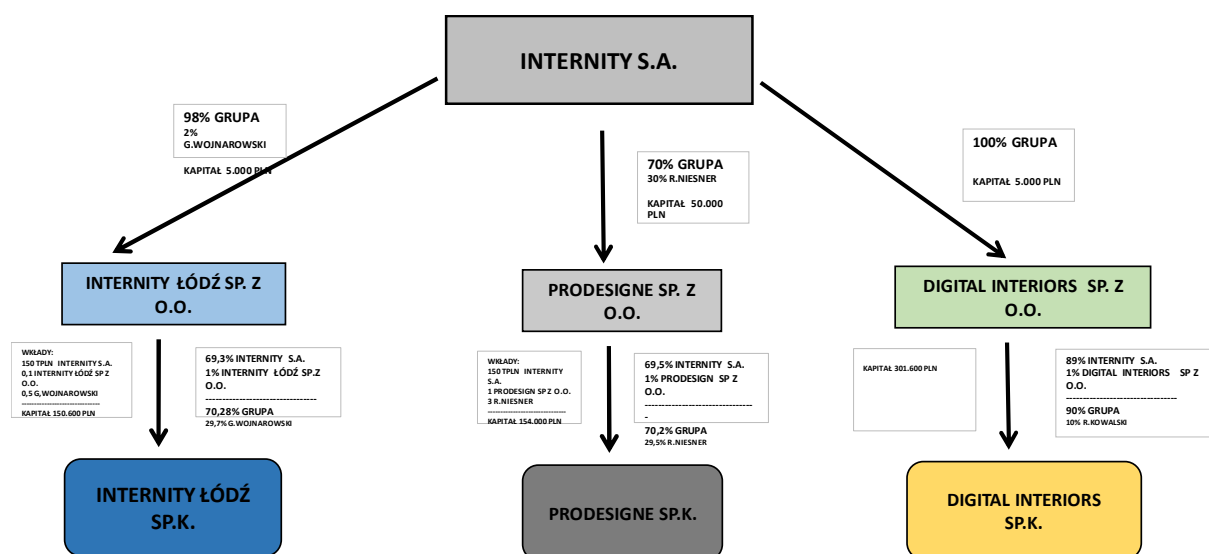 INTERNITY S.A.
98% GRUPA
2%
G.WOJNAROWSKI
KAPITAŁ 5.000 PLN
70% GRUPA
30% R.NIESNER
KAPITAŁ 50.000
PLN
100% GRUPA
KAPITAŁ 5.000 PLN
INTERNITY ŁÓDŹ SP. Z
O.O.
PRODESIGNE SP. Z
O.O.
DIGITAL INTERIORS SP. Z
O.O.
WKŁADY:
150 TPLN INTERNITY S.A.
0,1 INTERNITY ŁÓDŹ SP Z
O.O.
0,5 G,WOJNAROWSKI
------------------------------
KAPITAŁ 150.600 PLN
69,3% INTERNITY S.A.
1% INTERNITY ŁÓDŹ SP.Z
O.O.
----------------------------------
70,28% GRUPA
29,7% G.WOJNAROWSKI
WKŁADY:
150 TPLN INTERNITY
S.A.
1 PRODESIGN SP Z O.O.
3 R.NIESNER
------------------------------
KAPITAŁ 154.000 PLN
69,5% INTERNITY S.A.
1% PRODESIGN SP Z
O.O.
---------------------------------
-
70,2% GRUPA
29,5% R.NIESNER
KAPITAŁ 301.600 PLN
89% INTERNITY S.A.
1% DIGITAL INTERIORS SP Z
O.O.
----------------------------------
90% GRUPA
10% R.KOWALSKI
INTERNITY ŁÓDŹ
SP.K.
PRODESIGNE SP.K.
DIGITAL INTERIORS
SP.K.